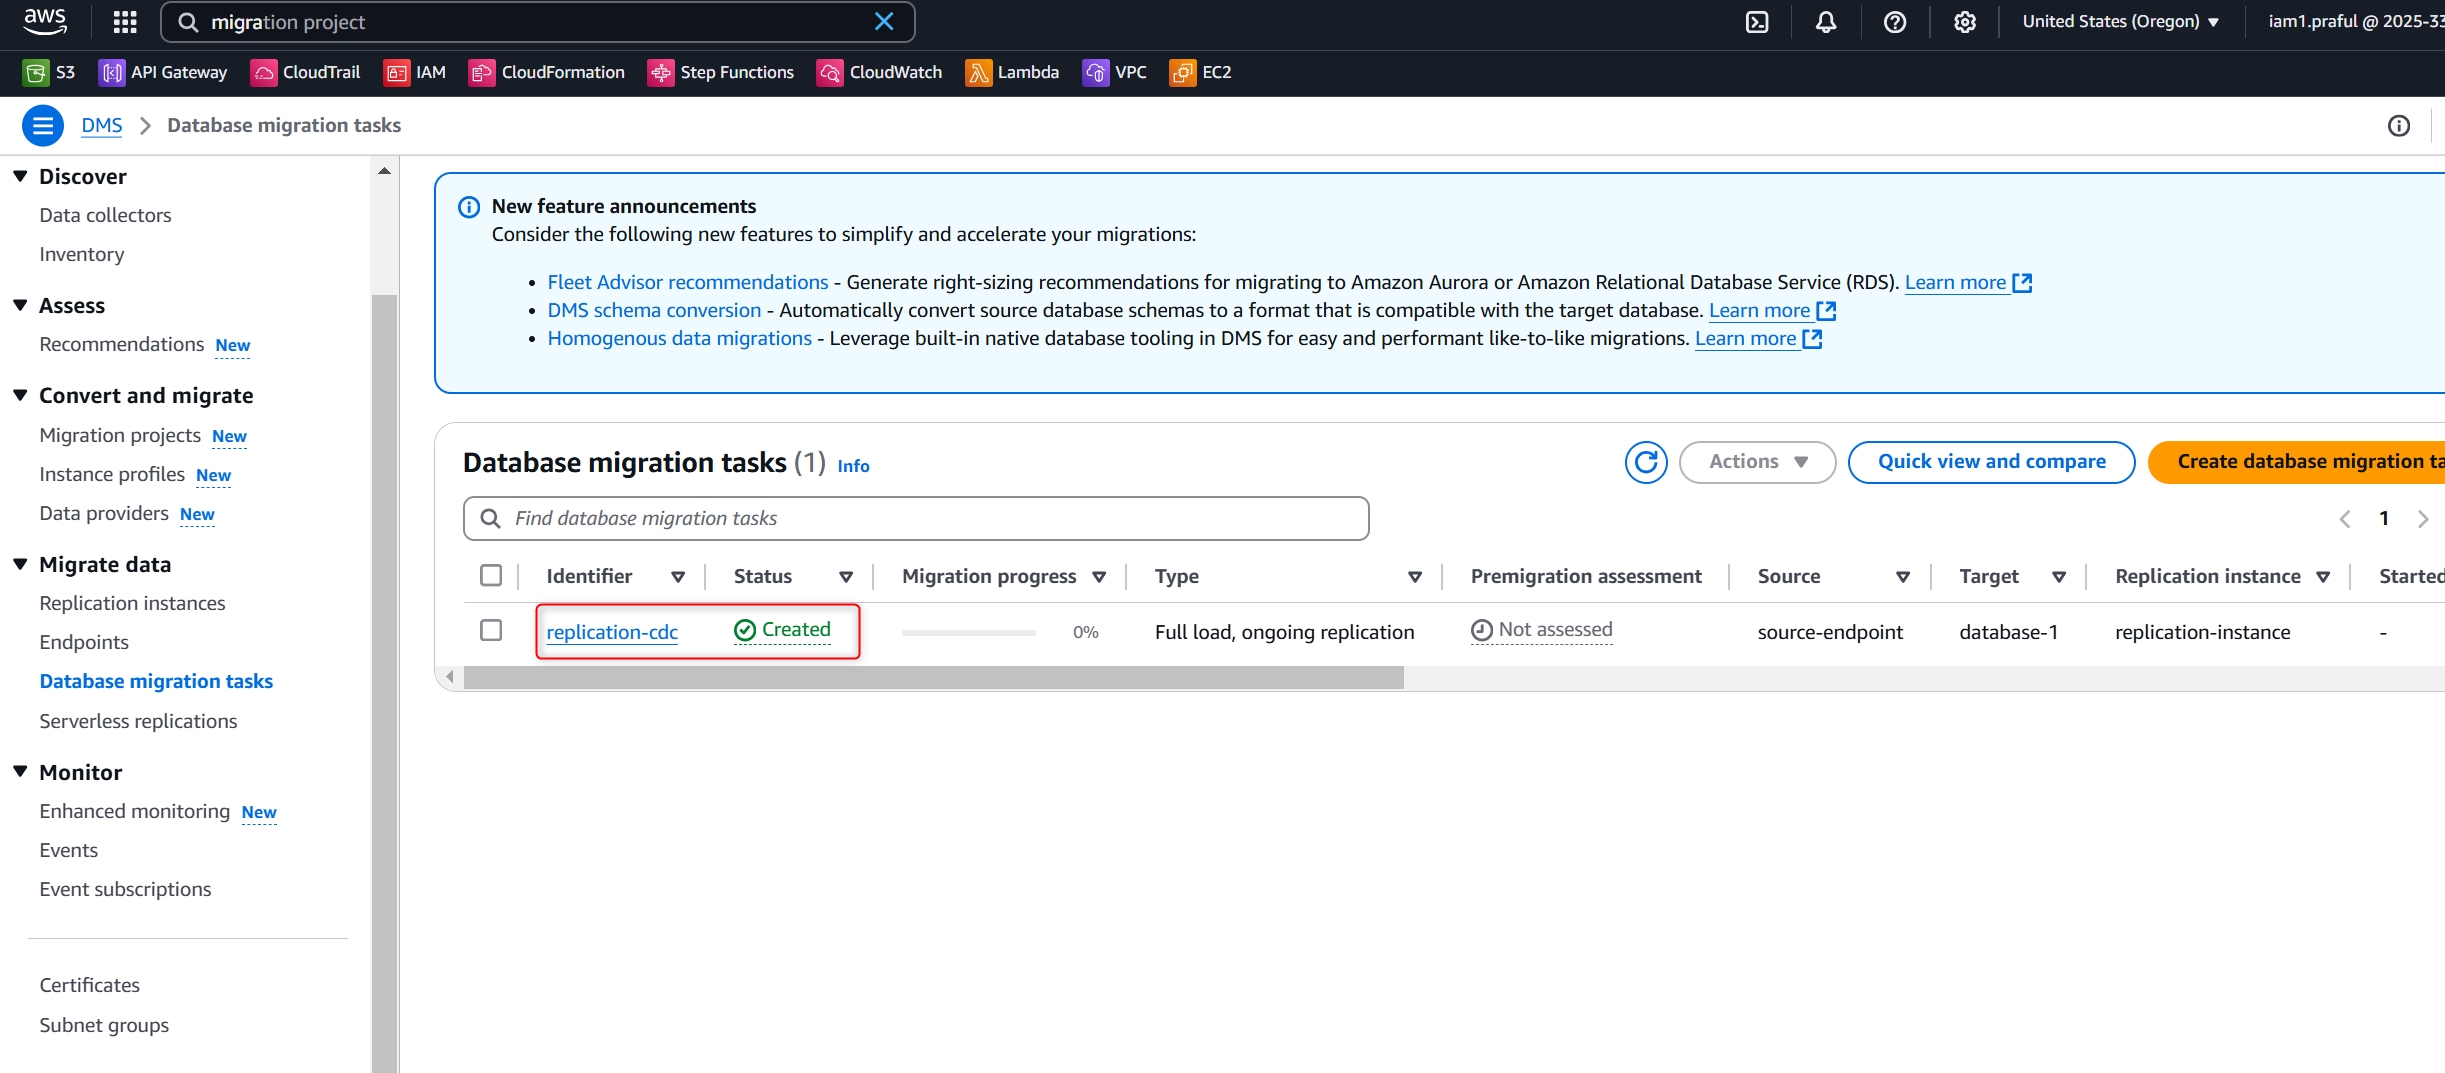 aws migration project United States (Oregon) iam1.praful @ 2025-33
S3 API Gateway CloudTrail IAM CloudFormation Step Functions CloudWatch Lambda VPC EC2
DMS Database migration tasks
Discover
Data collectors
Inventory
Assess
Recommendations New
Convert and migrate
Migration projects New
Instance profiles New
Data providers New
Migrate data
Replication instances
Endpoints
Database migration tasks
Serverless replications
Monitor
Enhanced monitoring New
Events
Event subscriptions
Certificates
Subnet groups
New feature announcements
Consider the following new features to simplify and accelerate your migrations:
• Fleet Advisor recommendations - Generate right-sizing recommendations for migrating to Amazon Aurora or Amazon Relational Database Service (RDS). Learn more
• DMS schema conversion - Automatically convert source database schemas to a format that is compatible with the target database. Learn more
• Homogenous data migrations - Leverage built-in native database tooling in DMS for easy and performant like-to-like migrations. Learn more
Database migration tasks (1) Info Actions Quick view and compare Create database migration ta
Find database migration tasks 1
Identifier Status Migration progress Type Premigration assessment Source Target Replication instance Started
replication-cdc Created 0% Full load, ongoing replication Not assessed source-endpoint database-1 replication-instance -